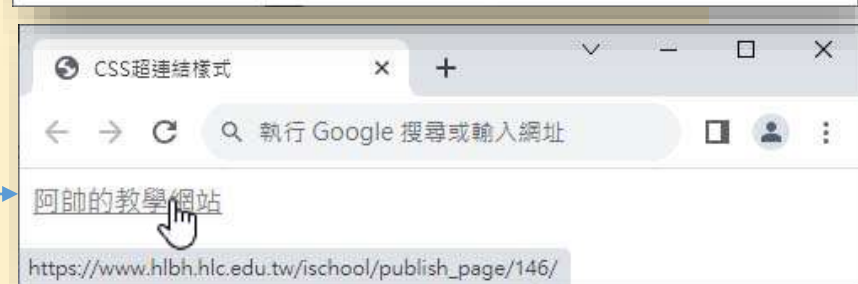 CSS超連結樣式
執行 Google 搜尋或輸入網址
阿帥的教學網站
https://www.hlbh.hlc.edu.tw/ischool/publish_page/146/